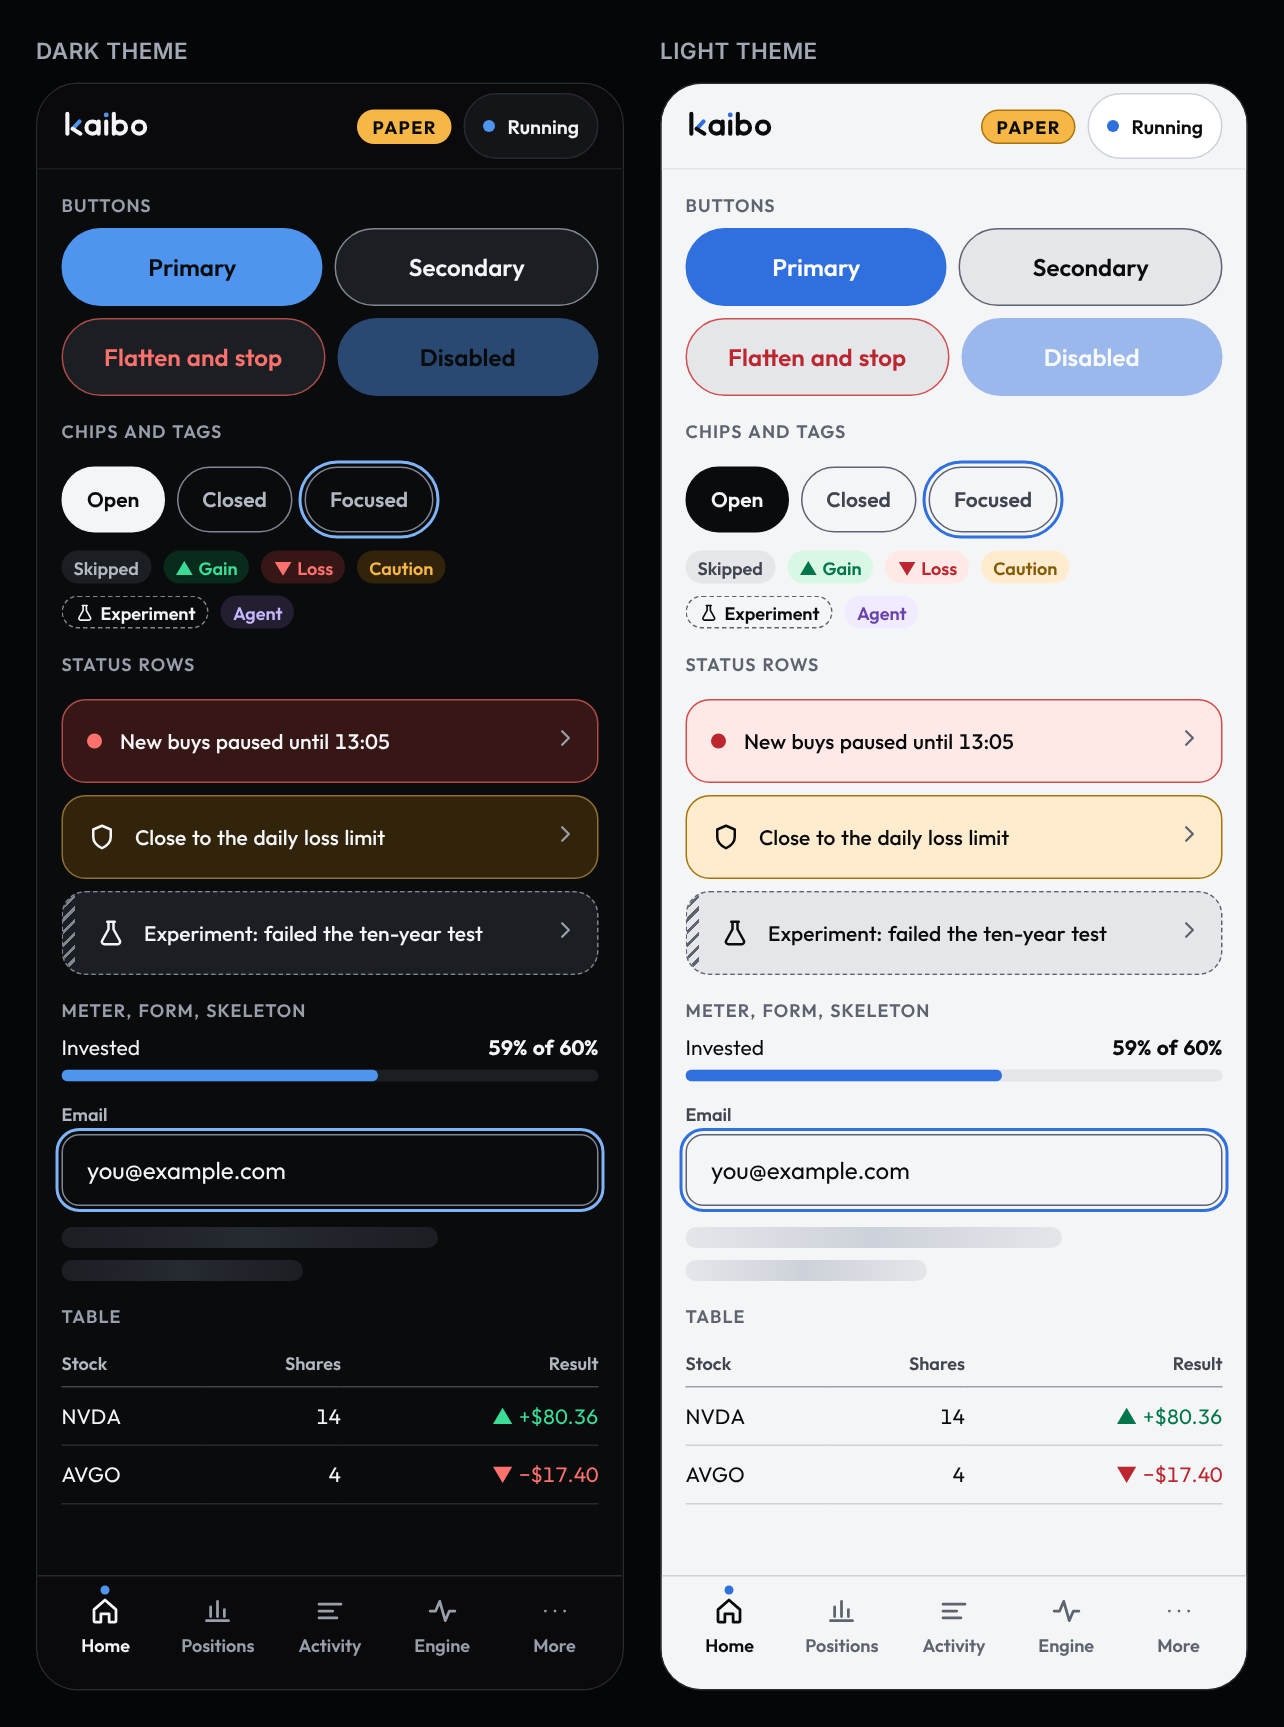 DARK THEME
kaibo
PAPER
Running
BUTTONS
Primary
Secondary
Flatten and stop
Disabled
CHIPS AND TAGS
Open
Closed
Focused
Skipped
Gain
Loss
Caution
Experiment
Agent
STATUS ROWS
New buys paused until 13:05
Close to the daily loss limit
Experiment: failed the ten-year test
METER, FORM, SKELETON
Invested 59% of 60%
Email
you@example.com
TABLE
Stock Shares Result
NVDA 14 ▲ +$80.36
AVGO 4 ▼ −$17.40
Home
Positions
Activity
Engine
More
LIGHT THEME
kaibo
PAPER
Running
BUTTONS
Primary
Secondary
Flatten and stop
Disabled
CHIPS AND TAGS
Open
Closed
Focused
Skipped
Gain
Loss
Caution
Experiment
Agent
STATUS ROWS
New buys paused until 13:05
Close to the daily loss limit
Experiment: failed the ten-year test
METER, FORM, SKELETON
Invested 59% of 60%
Email
you@example.com
TABLE
Stock Shares Result
NVDA 14 ▲ +$80.36
AVGO 4 ▼ −$17.40
Home
Positions
Activity
Engine
More